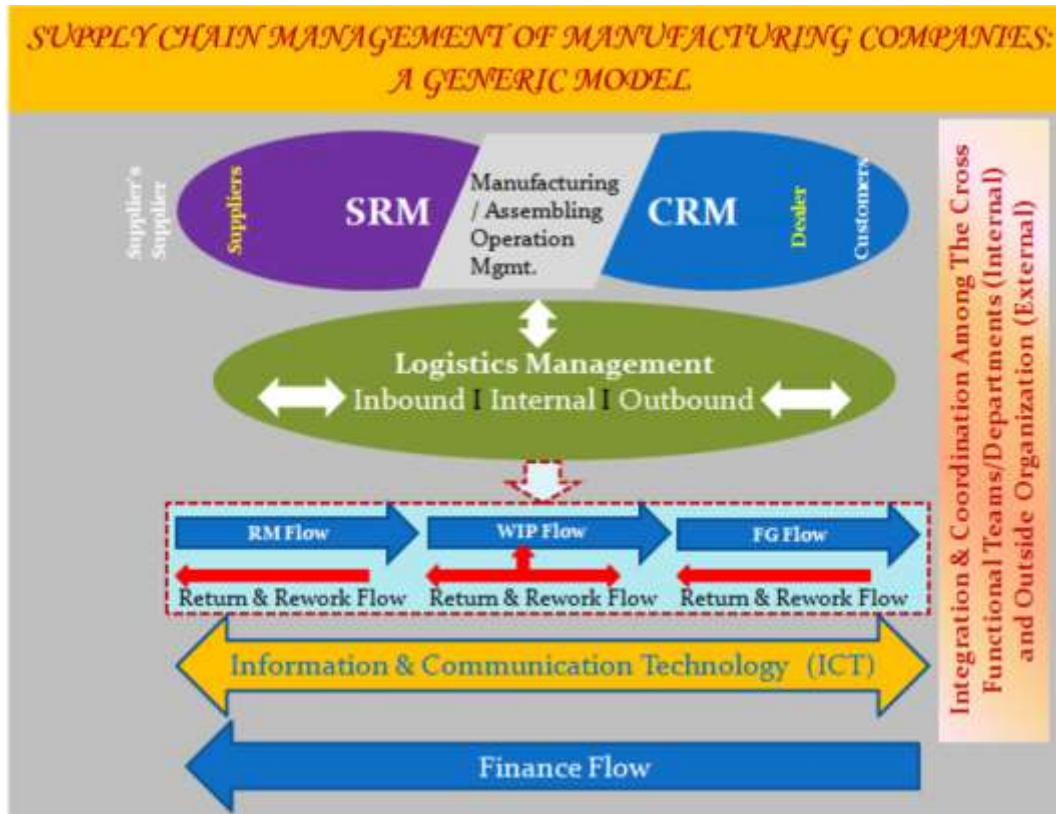 SUPPLY CHAIN MANAGEMENT OF MANUFACTURING COMPANIES:
A GENERIC MODEL
Supplier's
Supplier
Suppliers
SRM
Manufacturing
/ Assembling
Operation
Mgmt.
CRM
Dealer
Customers
Logistics Management
Inbound I Internal I Outbound
RM Flow
WIP Flow
FG Flow
Return & Rework Flow
Return & Rework Flow
Return & Rework Flow
Information & Communication Technology (ICT)
Finance Flow
Integration & Coordination Among The Cross
Functional Teams/Departments (Internal)
and Outside Organization (External)